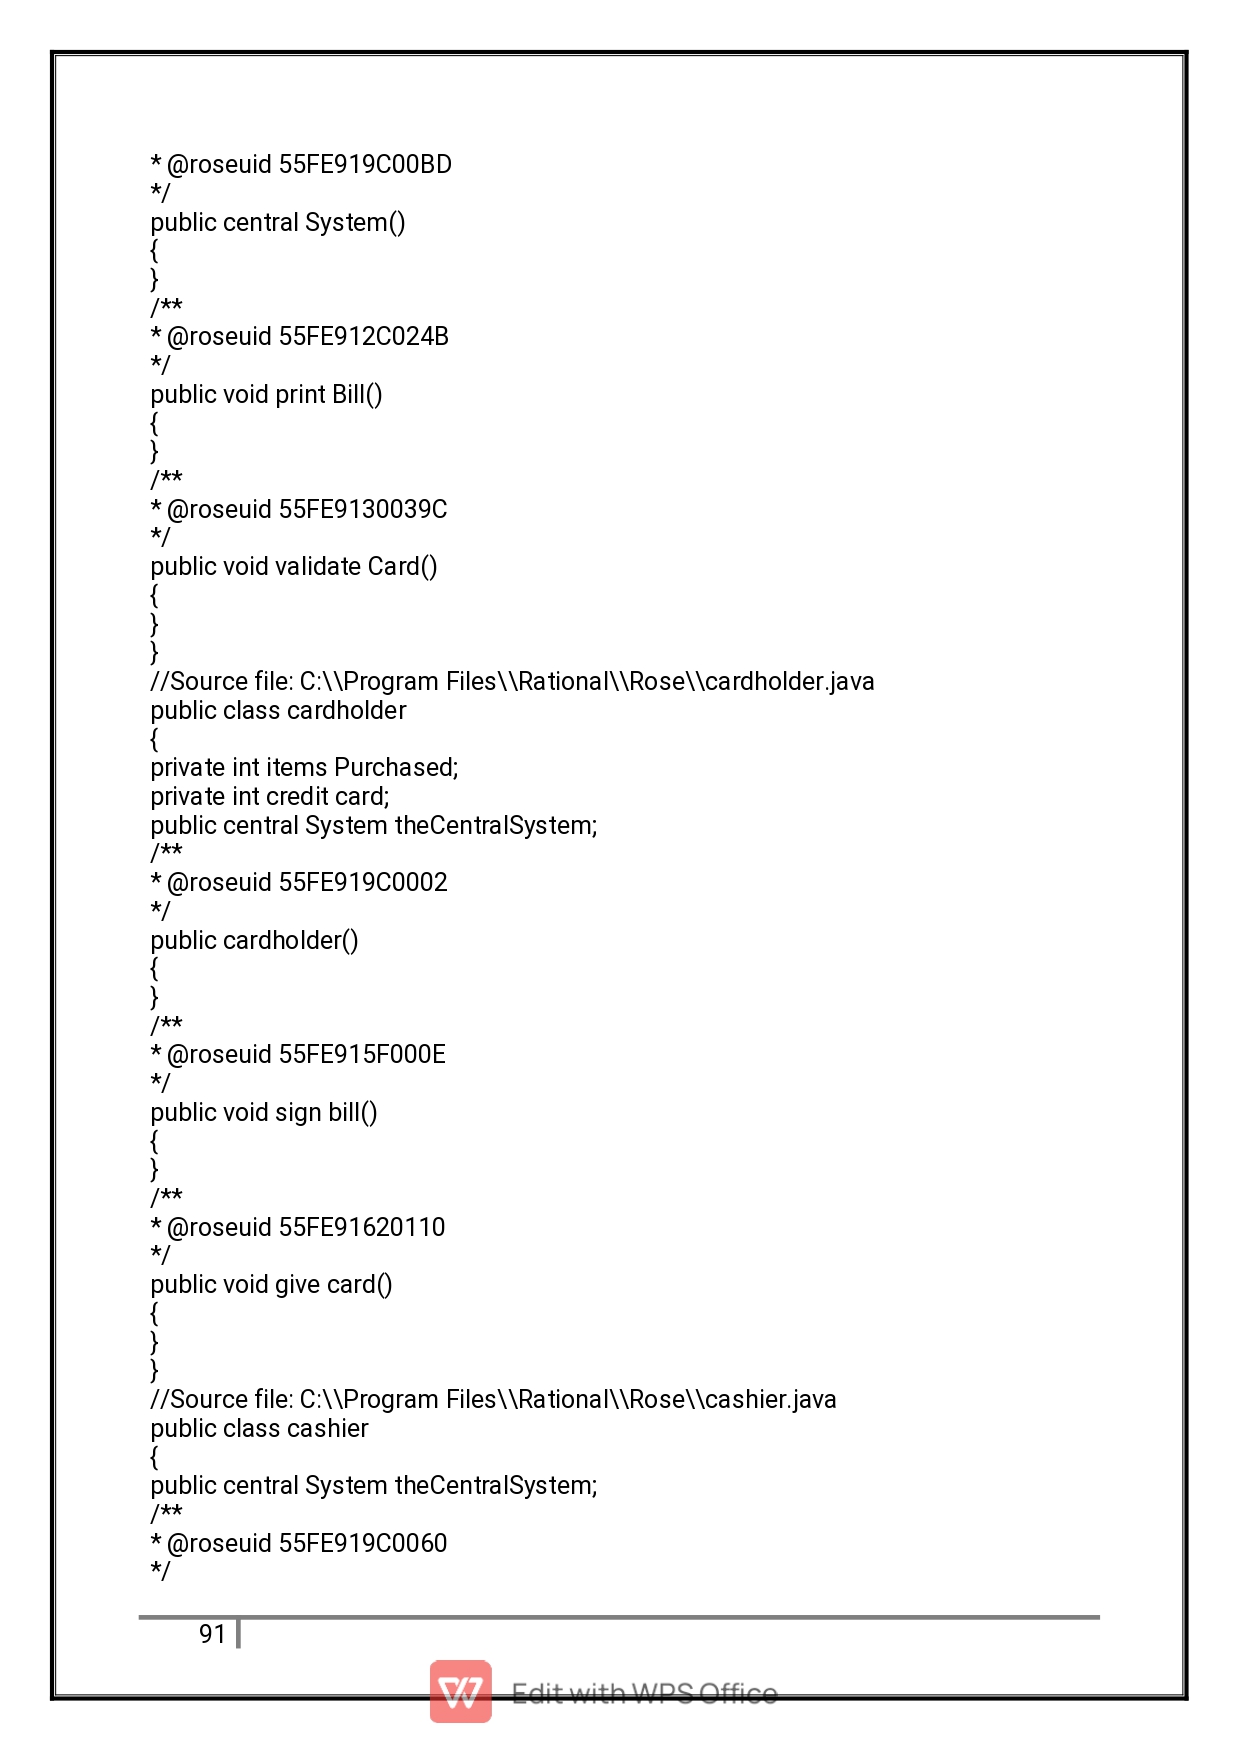 * @roseuid 55FE919C00BD
*/
public central System()
{
}
/**
* @roseuid 55FE912C024B
*/
public void print Bill()
{
}
/**
* @roseuid 55FE9130039C
*/
public void validate Card()
{
}
}
//Source file: C:\\Program Files\\Rational\\Rose\\cardholder.java
public class cardholder
{
private int items Purchased;
private int credit card;
public central System theCentralSystem;
/**
* @roseuid 55FE919C0002
*/
public cardholder()
{
}
/**
* @roseuid 55FE915F000E
*/
public void sign bill()
{
}
/**
* @roseuid 55FE91620110
*/
public void give card()
{
}
}
//Source file: C:\\Program Files\\Rational\\Rose\\cashier.java
public class cashier
{
public central System theCentralSystem;
/**
* @roseuid 55FE919C0060
*/
91
Edit with WPS Office